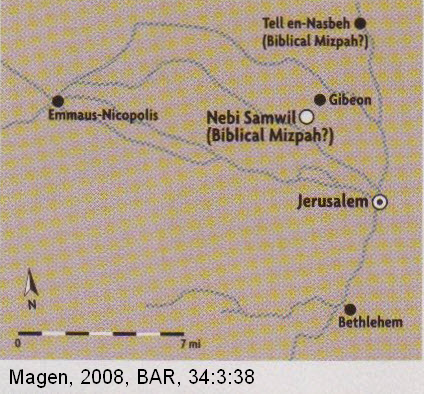 Tell en-Nasbeh
(Biblical Mizpah?)
Gibeon
Emmaus-Nicopolis
Nebi Samwil
(Biblical Mizpah?)
Jerusalem
N
0 7 mi
Bethlehem
Magen, 2008, BAR, 34:3:38